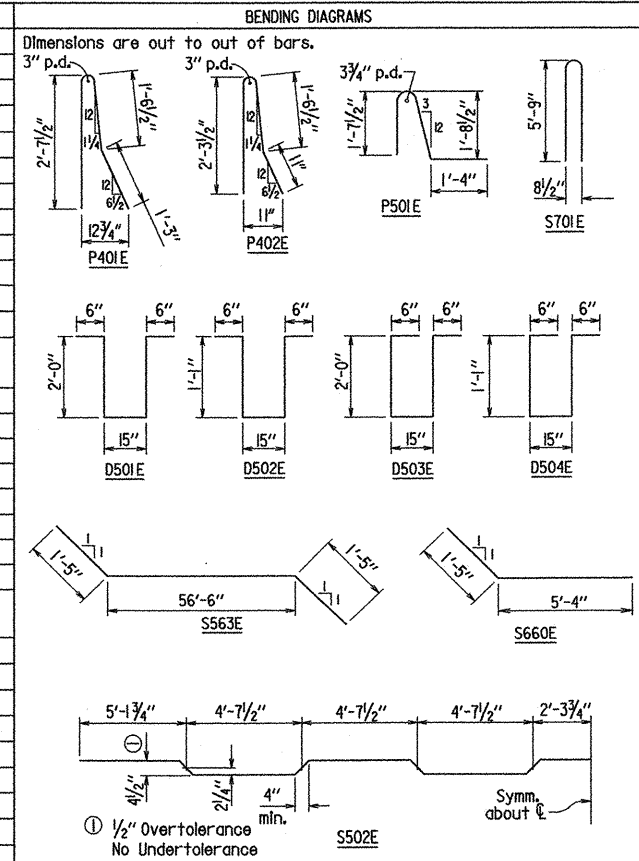 BENDING DIAGRAMS
Dimensions are out to out of bars.
3" p.d.
2'-7½"
12
1¼
1'-6½"
12
6½
1'-3"
12¾"
P401E
3" p.d.
2'-3½"
12
1¼
1'-6½"
11"
12
6½
11"
P402E
3¾" p.d.
1'-7½"
3
12
1'-8½"
1'-4"
P501E
5'-9"
8½"
S701E
6" 6"
2'-0"
15"
D501E
6" 6"
1'-1"
15"
D502E
6" 6"
2'-0"
15"
D503E
6" 6"
1'-1"
15"
D504E
1
1
1'-5"
56'-6"
1'-5"
1
1
S563E
1
1
1'-5"
5'-4"
S660E
5'-1¾" 4'-7½" 4'-7½" 4'-7½" 2'-3¾"
1
4½"
2¼"
4"
min.
Symm.
about ℄
① ½" Overtolerance
No Undertolerance
S502E